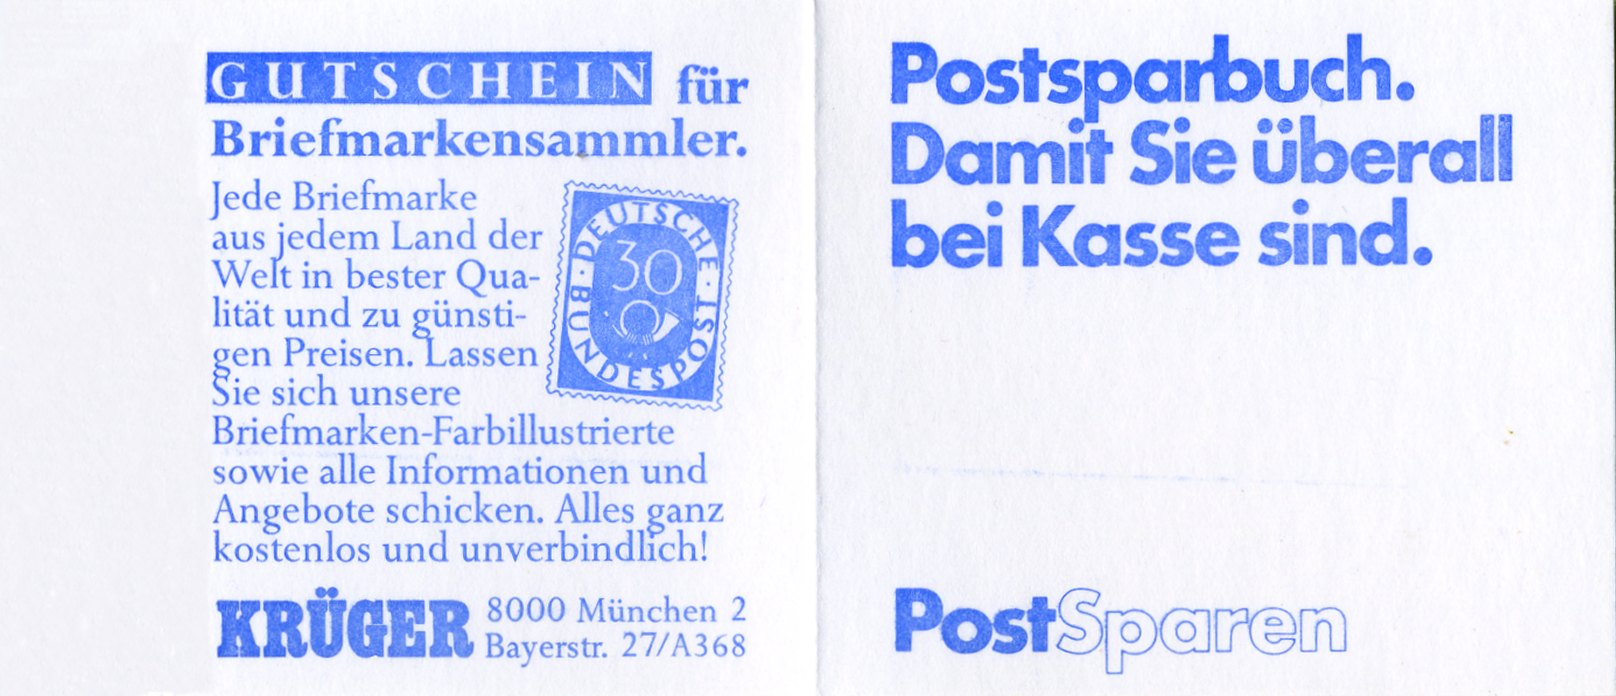 GUTSCHEIN für
Briefmarkensammler.
Jede Briefmarke
aus jedem Land der
Welt in bester Qua-
lität und zu günsti-
gen Preisen. Lassen
Sie sich unsere
Briefmarken-Farbillustrierte
sowie alle Informationen und
Angebote schicken. Alles ganz
kostenlos und unverbindlich!
DEUTSCHE
30
BUNDESPOST
KRÜGER
8000 München 2
Bayerstr. 27/A368
Postsparbuch.
Damit Sie überall
bei Kasse sind.
PostSparen